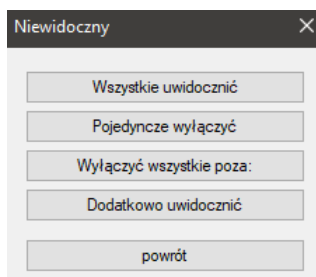 Niewidoczny
Wszystkie uwidocznić
Pojedyncze wyłączyć
Wyłączyć wszystkie poza:
Dodatkowo uwidocznić
powrót